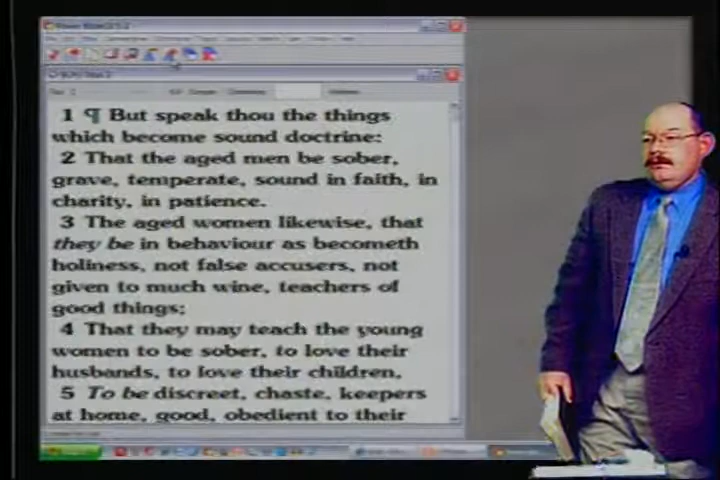 1 ¶ But speak thou the things
which become sound doctrine:
2 That the aged men be sober,
grave, temperate, sound in faith, in
charity, in patience.
3 The aged women likewise, that
they be in behaviour as becometh
holiness, not false accusers, not
given to much wine, teachers of
good things;
4 That they may teach the young
women to be sober, to love their
husbands, to love their children,
5 To be discreet, chaste, keepers
at home, good, obedient to their